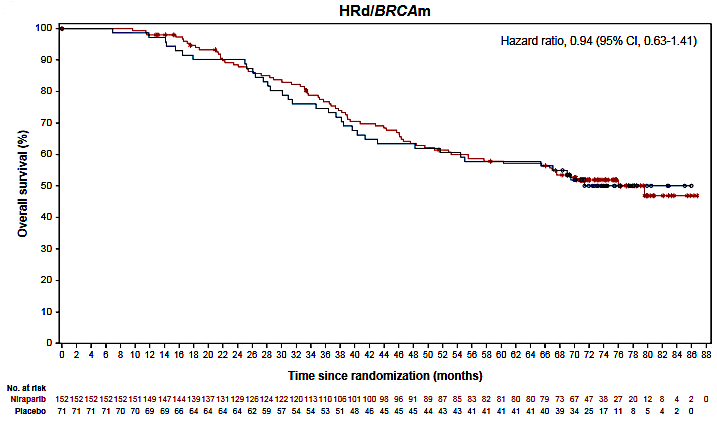 HRd/BRCAm
Hazard ratio, 0.94 (95% CI, 0.63-1.41)
Overall survival (%)
100
90
80
70
60
50
40
30
20
10
0
0 2 4 6 8 10 12 14 16 18 20 22 24 26 28 30 32 34 36 38 40 42 44 46 48 50 52 54 56 58 60 62 64 66 68 70 72 74 76 78 80 82 84 86 88
Time since randomization (months)
No. at risk
Niraparib 152 152 152 152 152 151 149 147 144 139 137 131 129 126 124 122 120 113 110 106 101 100 98 96 91 89 87 85 83 82 81 80 80 79 73 67 47 38 27 20 12 8 4 2 0
Placebo 71 71 71 71 70 70 69 69 66 64 64 64 64 62 59 57 54 54 53 51 48 46 45 45 45 44 43 43 41 41 41 41 41 40 39 34 25 17 11 8 5 4 2 0